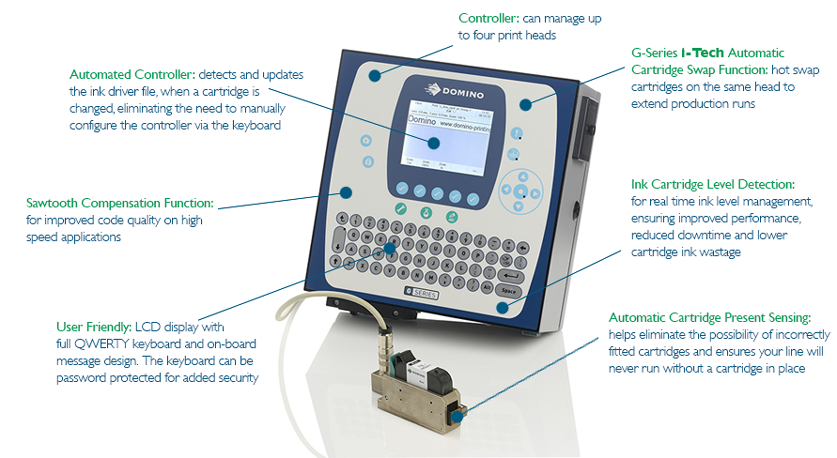 Controller: can manage up
to four print heads
G-Series i-Tech Automatic
Cartridge Swap Function: hot swap
cartridges on the same head to
extend production runs
Automated Controller: detects and updates
the ink driver file, when a cartridge is
changed, eliminating the need to manually
configure the controller via the keyboard
DOMINO
Domino www.domino-printing
Sawtooth Compensation Function:
for improved code quality on high
speed applications
Ink Cartridge Level Detection:
for real time ink level management,
ensuring improved performance,
reduced downtime and lower
cartridge ink wastage
Alt
Space
G SERIES
User Friendly: LCD display with
full QWERTY keyboard and on-board
message design. The keyboard can be
password protected for added security
Automatic Cartridge Present Sensing:
helps eliminate the possibility of incorrectly
fitted cartridges and ensures your line will
never run without a cartridge in place